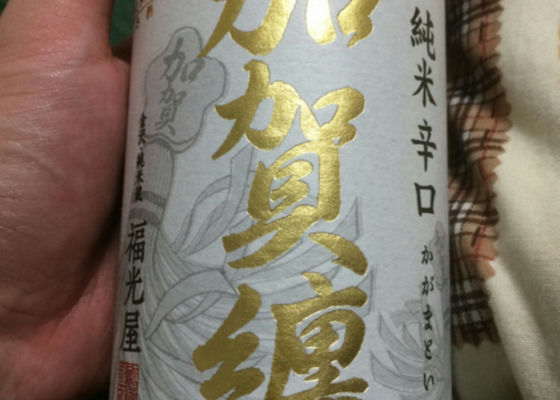 純米辛口
かがまとい
加賀纏
加賀
金沢・純米蔵
福光屋